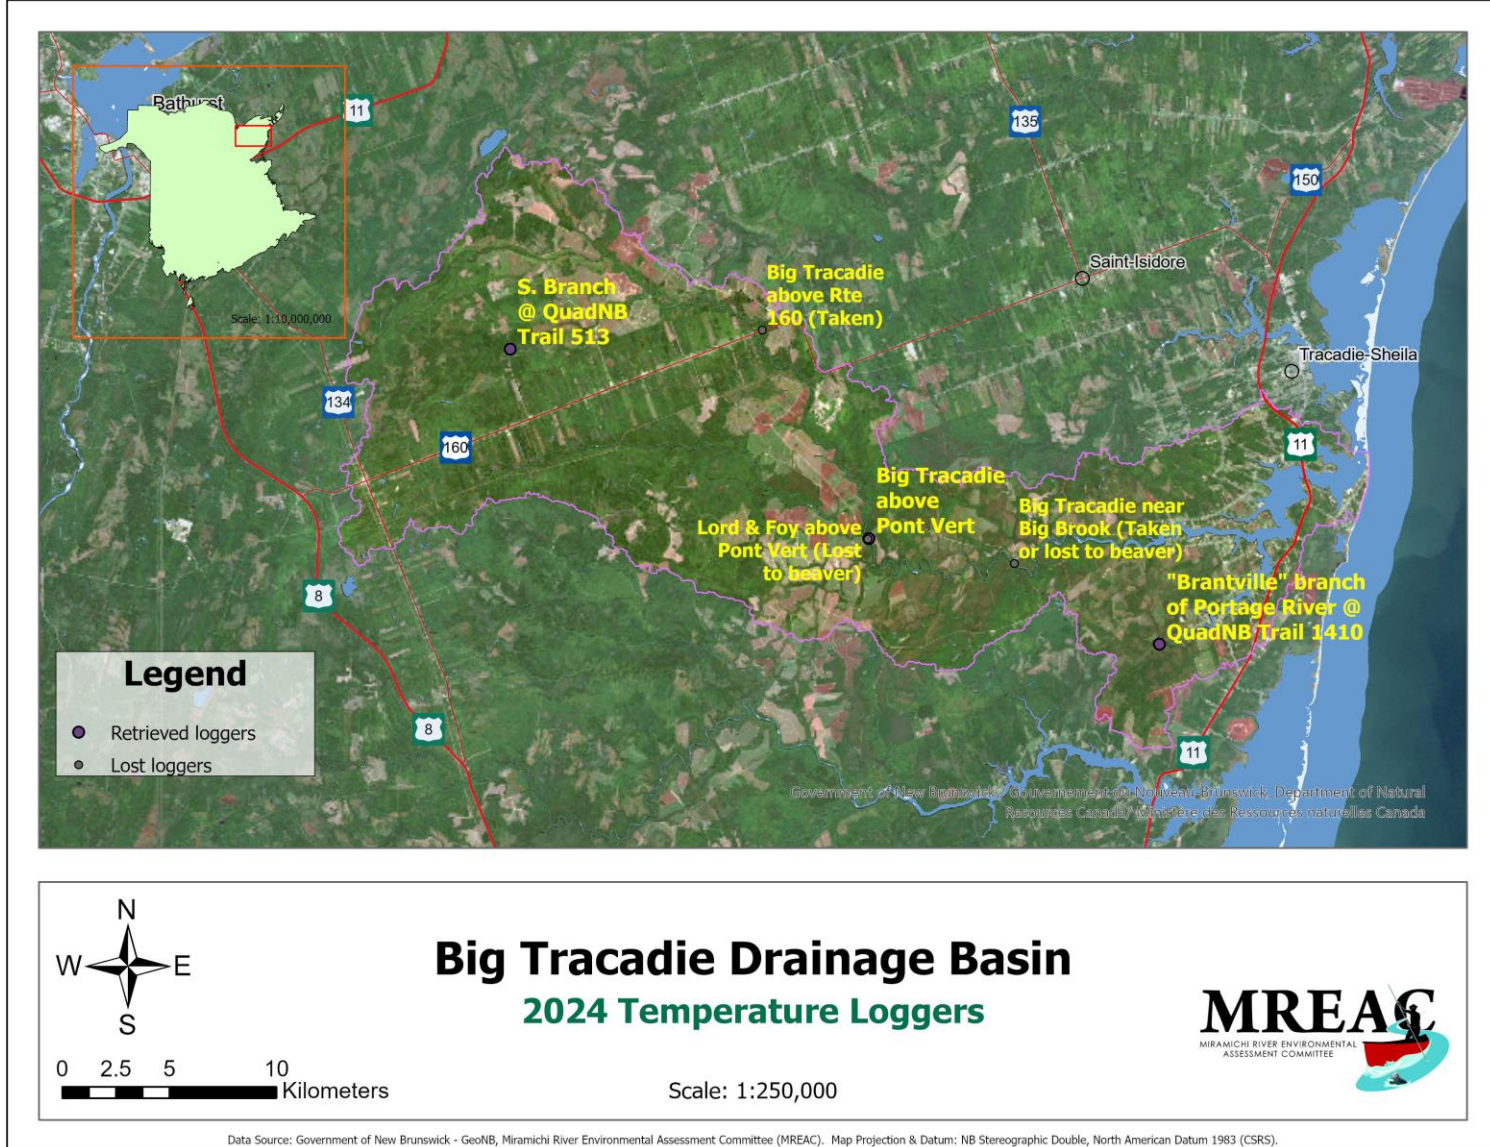 Bathurst
11
135
150
Saint-Isidore
Scale: 1:10,000,000
S. Branch
@ QuadNB
Trail 513
Big Tracadie
above Rte
160 (Taken)
Tracadie-Sheila
134
160
11
Big Tracadie
above
Pont Vert
Lord & Foy above
Pont Vert (Lost
to beaver)
Big Tracadie near
Big Brook (Taken
or lost to beaver)
"Brantville" branch
of Portage River @
QuadNB Trail 1410
8
8
11
Legend
Retrieved loggers
Lost loggers
Government of New Brunswick / Gouvernement du Nouveau-Brunswick, Department of Natural
Resources Canada/ Ministère des Ressources naturelles Canada
N
W E
S
0 2.5 5 10
Kilometers
Big Tracadie Drainage Basin
2024 Temperature Loggers
Scale: 1:250,000
MREAC
MIRAMICHI RIVER ENVIRONMENTAL
ASSESSMENT COMMITTEE
Data Source: Government of New Brunswick - GeoNB, Miramichi River Environmental Assessment Committee (MREAC). Map Projection & Datum: NB Stereographic Double, North American Datum 1983 (CSRS).